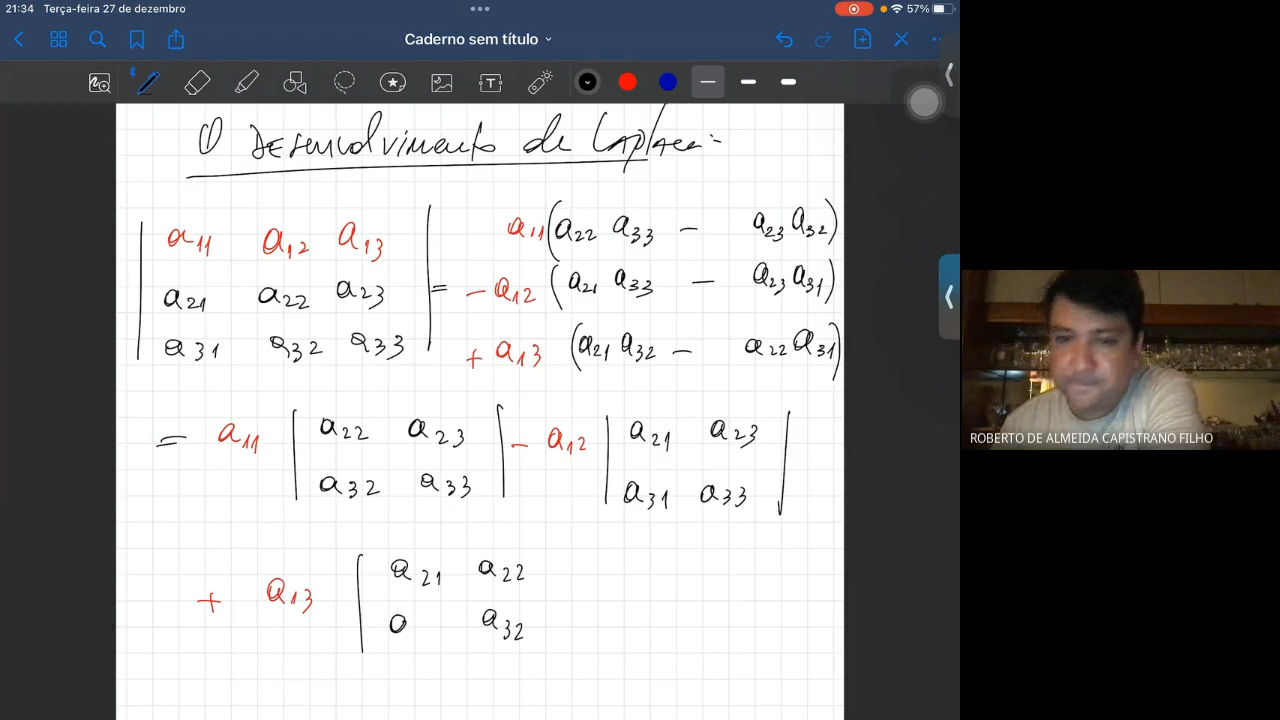 21:34 Terça-feira 27 de dezembro
57%
Caderno sem título
O Desenvolvimento de Laplace:
| a11 a12 a13 | a11 (a22 a33 - a23 a32)
| a21 a22 a23 | = - a12 (a21 a33 - a23 a31)
| a31 a32 a33 | + a13 (a21 a32 - a22 a31)
= a11 | a22 a23 | - a12 | a21 a23 |
| a32 a33 | | a31 a33 |
+ a13 | a21 a22
0 a32
ROBERTO DE ALMEIDA CAPISTRANO FILHO